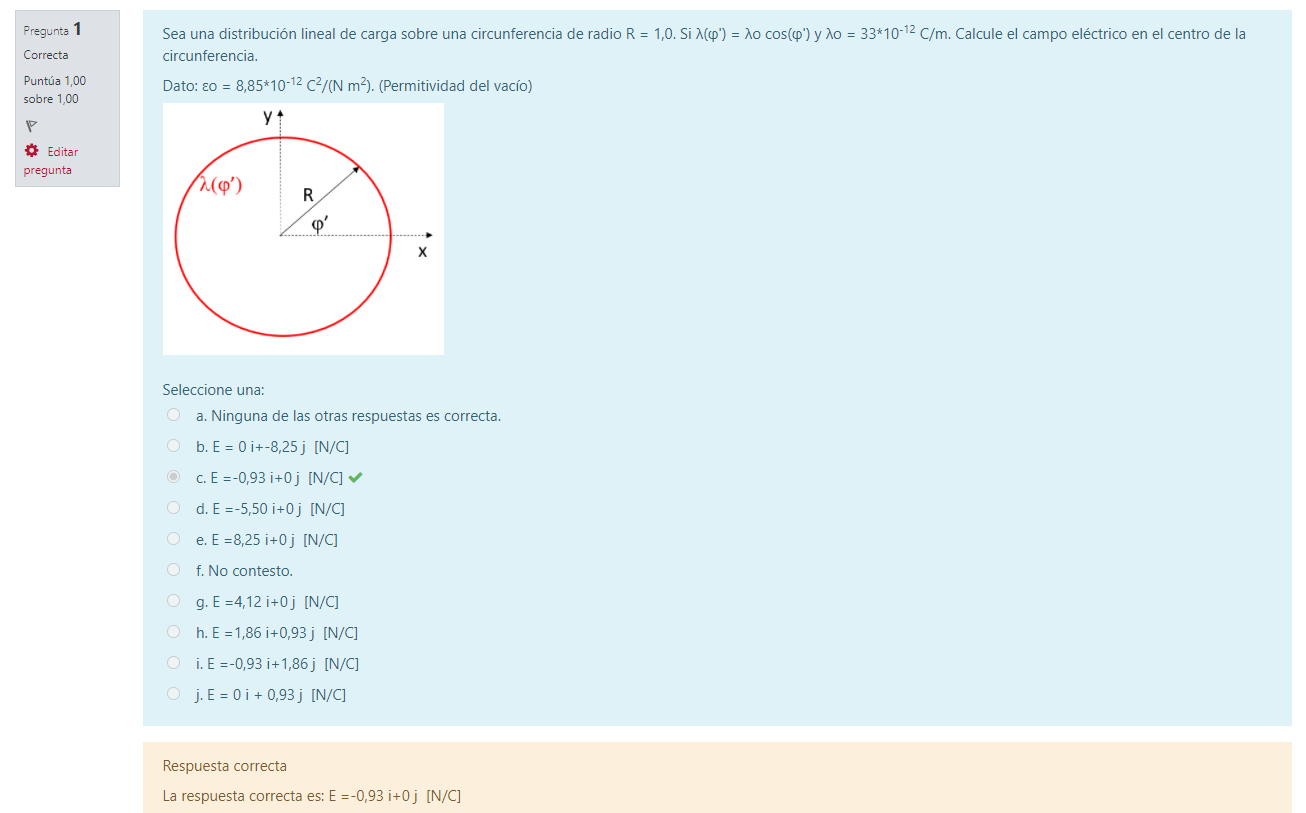 Pregunta 1
Correcta
Puntúa 1,00
sobre 1,00
Editar
pregunta
Sea una distribución lineal de carga sobre una circunferencia de radio R = 1,0. Si λ(φ') = λo cos(φ') y λo = 33*10⁻¹² C/m. Calcule el campo eléctrico en el centro de la
circunferencia.
Dato: εo = 8,85*10⁻¹² C²/(N m²). (Permitividad del vacío)
y
λ(φ')
R
φ'
x
Seleccione una:
a. Ninguna de las otras respuestas es correcta.
b. E = 0 i+-8,25 j [N/C]
c. E =-0,93 i+0 j [N/C]
d. E =-5,50 i+0 j [N/C]
e. E =8,25 i+0 j [N/C]
f. No contesto.
g. E =4,12 i+0 j [N/C]
h. E =1,86 i+0,93 j [N/C]
i. E =-0,93 i+1,86 j [N/C]
j. E = 0 i + 0,93 j [N/C]
Respuesta correcta
La respuesta correcta es: E =-0,93 i+0 j [N/C]